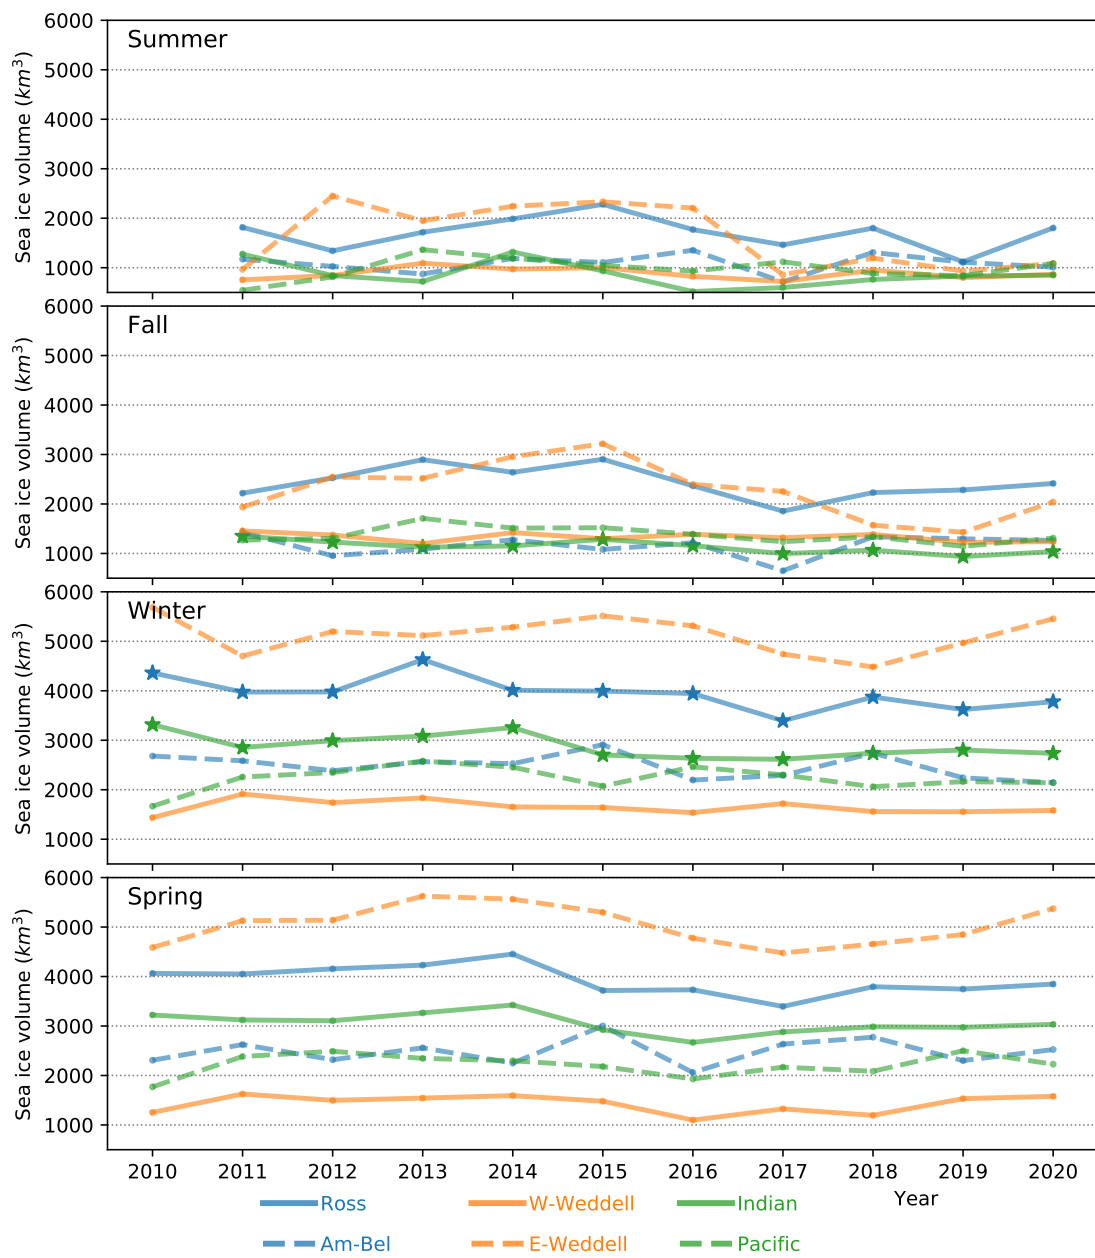 Summer
Sea ice volume (km³)
6000
5000
4000
3000
2000
1000
Fall
Sea ice volume (km³)
6000
5000
4000
3000
2000
1000
Winter
Sea ice volume (km³)
6000
5000
4000
3000
2000
1000
Spring
Sea ice volume (km³)
6000
5000
4000
3000
2000
1000
2010 2011 2012 2013 2014 2015 2016 2017 2018 2019 2020
Year
Ross W-Weddell Indian
Am-Bel E-Weddell Pacific